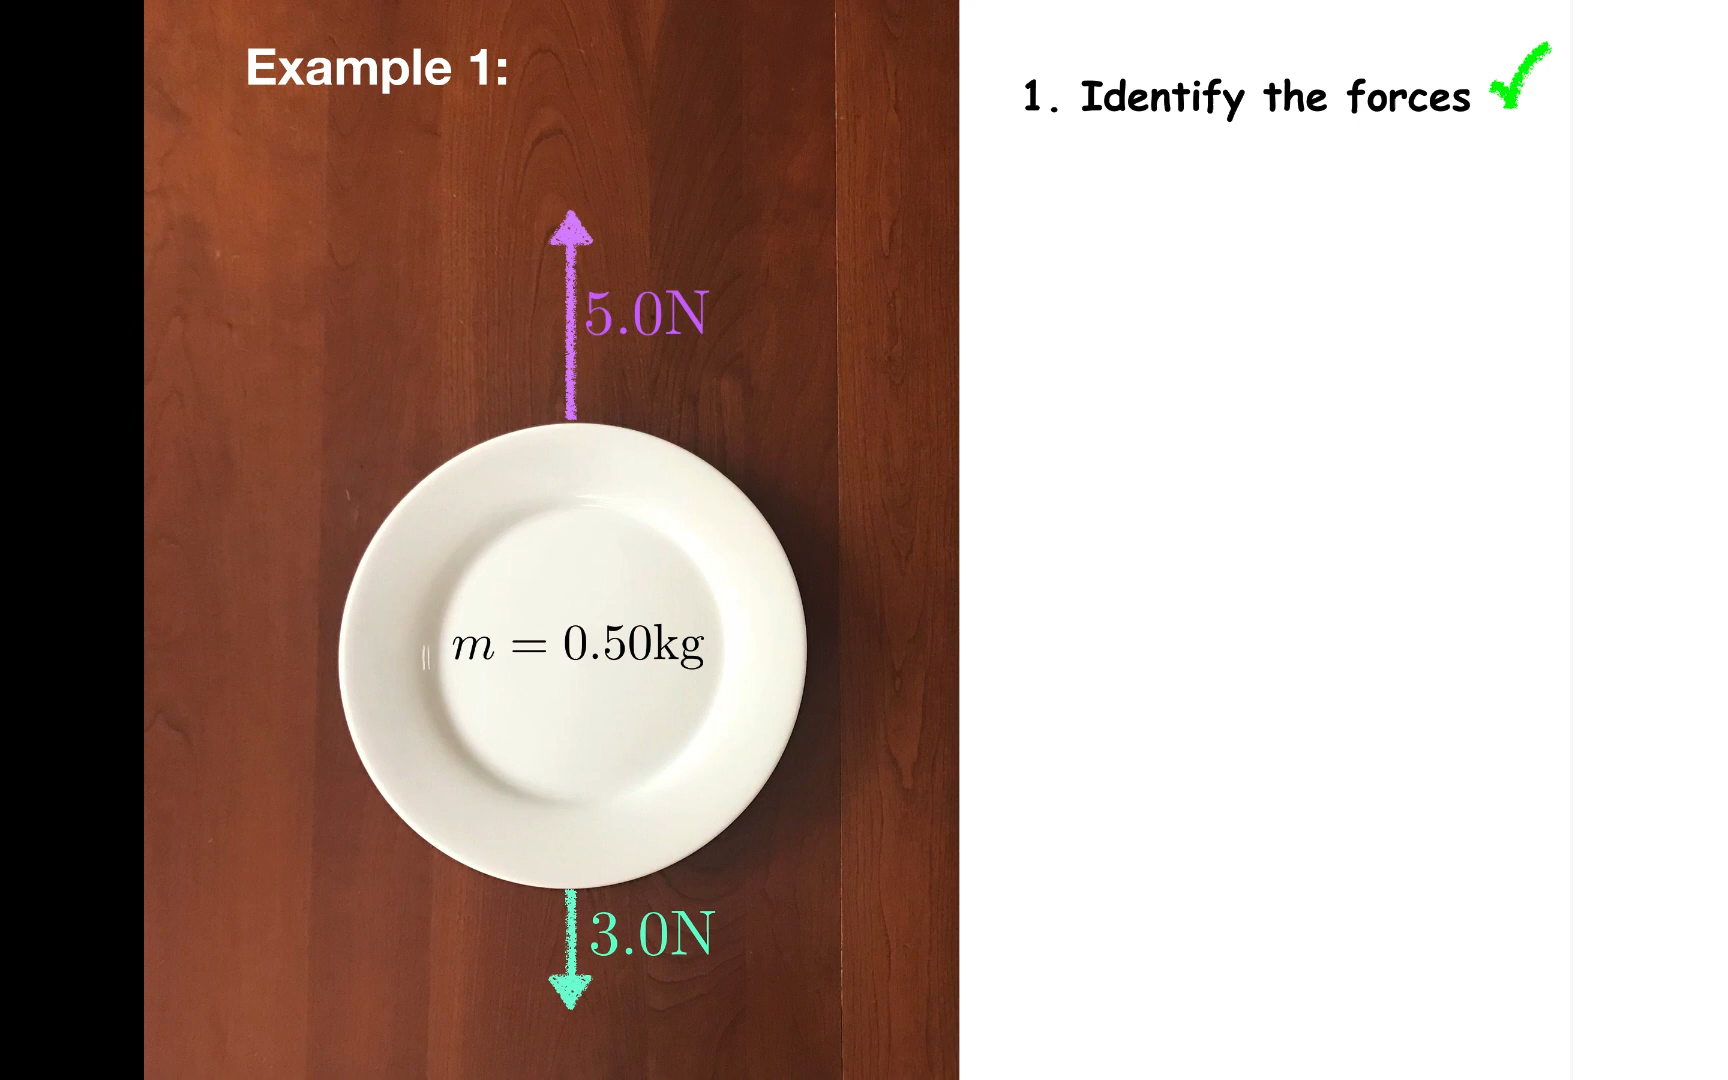 Example 1:
1. Identify the forces
5.0N
m = 0.50kg
3.0N